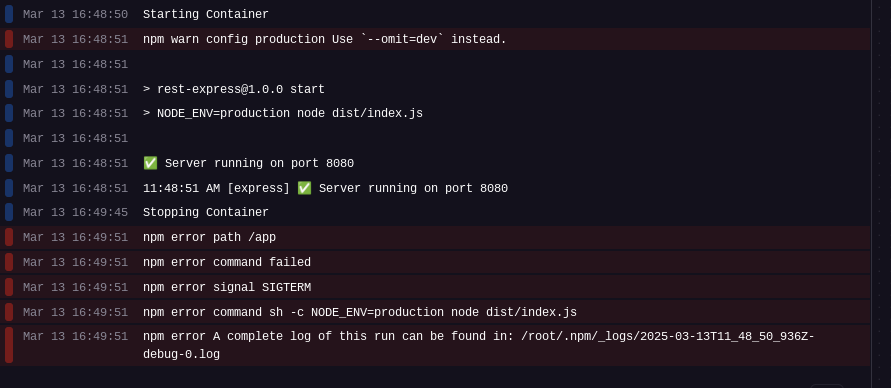 Mar 13 16:48:50 Starting Container
Mar 13 16:48:51 npm warn config production Use `--omit=dev` instead.
Mar 13 16:48:51
Mar 13 16:48:51 > rest-express@1.0.0 start
Mar 13 16:48:51 > NODE_ENV=production node dist/index.js
Mar 13 16:48:51
Mar 13 16:48:51 ✅ Server running on port 8080
Mar 13 16:48:51 11:48:51 AM [express] ✅ Server running on port 8080
Mar 13 16:49:45 Stopping Container
Mar 13 16:49:51 npm error path /app
Mar 13 16:49:51 npm error command failed
Mar 13 16:49:51 npm error signal SIGTERM
Mar 13 16:49:51 npm error command sh -c NODE_ENV=production node dist/index.js
Mar 13 16:49:51 npm error A complete log of this run can be found in: /root/.npm/_logs/2025-03-13T11_48_50_936Z-
debug-0.log